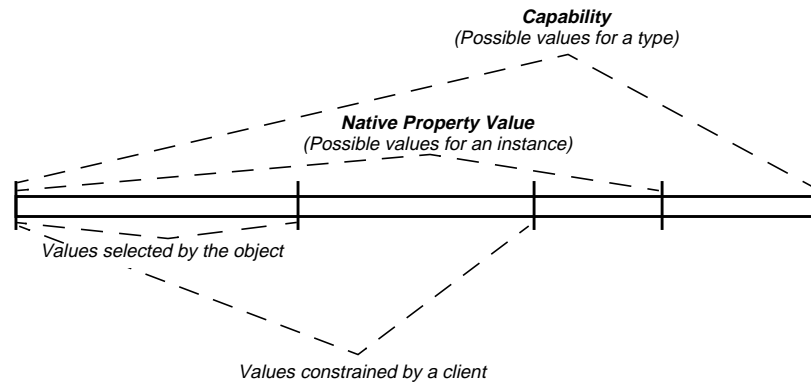 Capability
(Possible values for a type)
Native Property Value
(Possible values for an instance)
Values selected by the object
Values constrained by a client